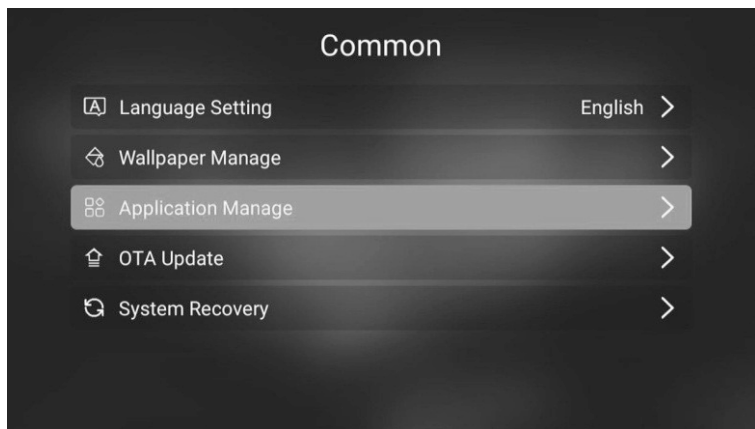 Common
Language Setting English
Wallpaper Manage
Application Manage
OTA Update
System Recovery